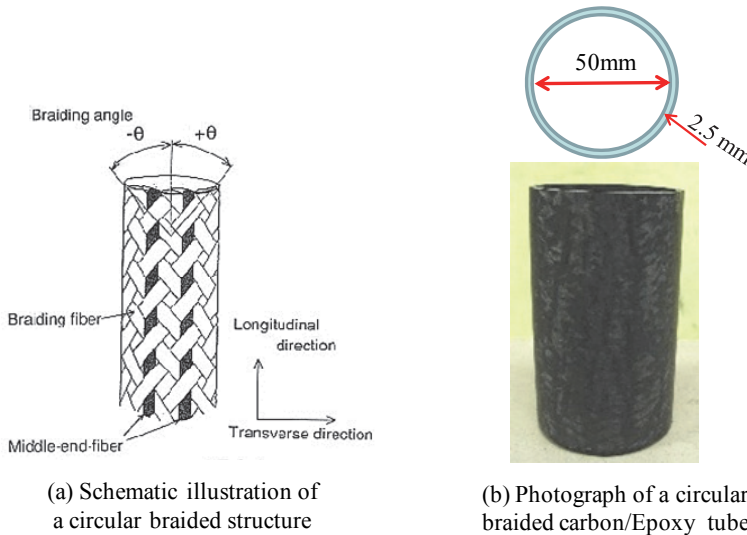 Braiding angle
-θ
+θ
Braiding fiber
Longitudinal
direction
Middle-end-fiber
Transverse direction
(a) Schematic illustration of
a circular braided structure
50mm
2.5 mm
(b) Photograph of a circular
braided carbon/Epoxy tube